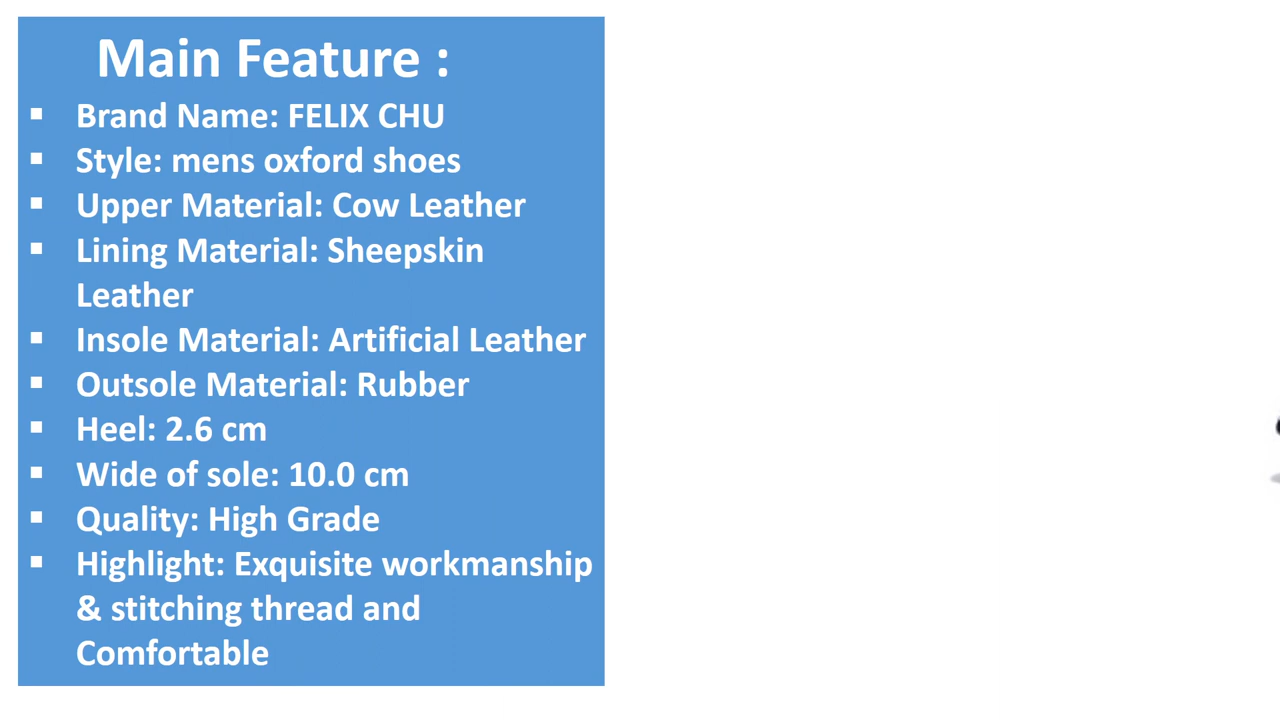 Main Feature :
▪ Brand Name: FELIX CHU
▪ Style: mens oxford shoes
▪ Upper Material: Cow Leather
▪ Lining Material: Sheepskin
Leather
▪ Insole Material: Artificial Leather
▪ Outsole Material: Rubber
▪ Heel: 2.6 cm
▪ Wide of sole: 10.0 cm
▪ Quality: High Grade
▪ Highlight: Exquisite workmanship
& stitching thread and
Comfortable